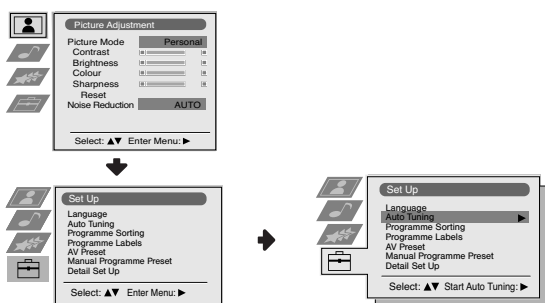 Picture Adjustment
Picture Mode Personal
Contrast
Brightness
Colour
Sharpness
Reset
Noise Reduction AUTO
Select: ▲▼ Enter Menu: ▶
Set Up
Language
Auto Tuning
Programme Sorting
Programme Labels
AV Preset
Manual Programme Preset
Detail Set Up
Select: ▲▼ Enter Menu: ▶
Set Up
Language
Auto Tuning ▶
Programme Sorting
Programme Labels
AV Preset
Manual Programme Preset
Detail Set Up
Select: ▲▼ Start Auto Tuning: ▶